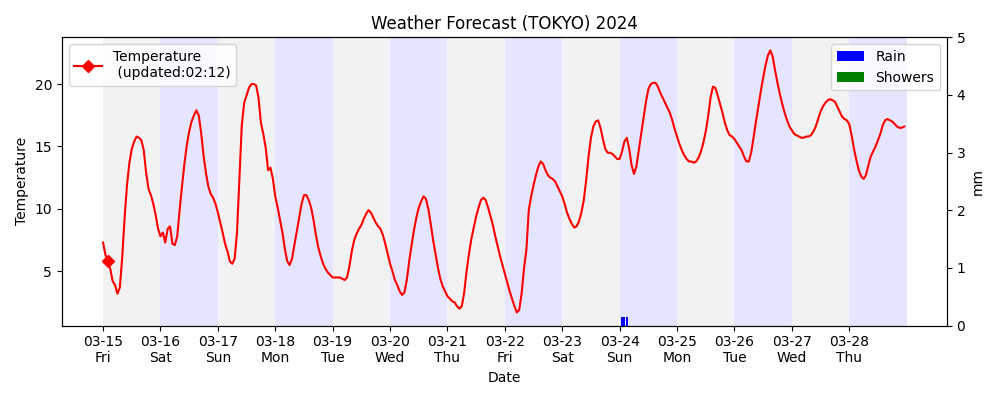 Weather Forecast (TOKYO) 2024
Temperature
(updated:02:12)
Rain
Showers
Temperature
20
15
10
5
5
4
3
2
1
0
mm
03-15 03-16 03-17 03-18 03-19 03-20 03-21 03-22 03-23 03-24 03-25 03-26 03-27 03-28
Fri Sat Sun Mon Tue Wed Thu Fri Sat Sun Mon Tue Wed Thu
Date